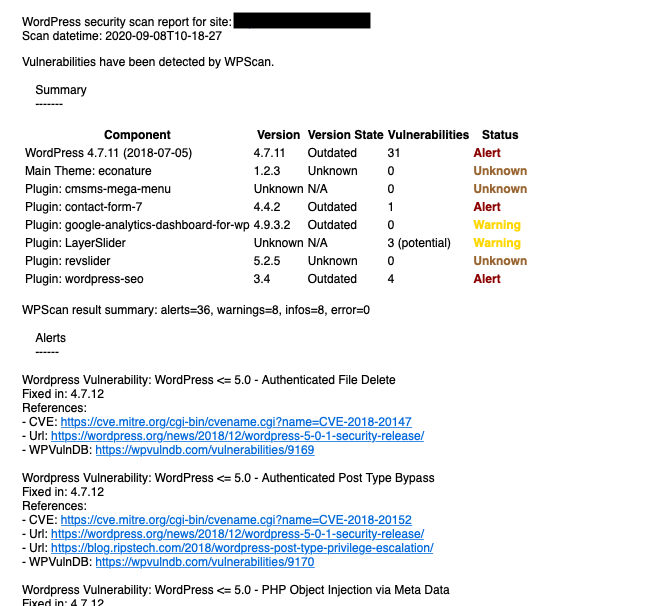 WordPress security scan report for site:
Scan datetime: 2020-09-08T10-18-27
Vulnerabilities have been detected by WPScan.
Summary
-------
Component Version Version State Vulnerabilities Status
WordPress 4.7.11 (2018-07-05) 4.7.11 Outdated 31 Alert
Main Theme: econature 1.2.3 Unknown 0 Unknown
Plugin: cmsms-mega-menu Unknown N/A 0 Unknown
Plugin: contact-form-7 4.4.2 Outdated 1 Alert
Plugin: google-analytics-dashboard-for-wp 4.9.3.2 Outdated 0 Warning
Plugin: LayerSlider Unknown N/A 3 (potential) Warning
Plugin: revslider 5.2.5 Unknown 0 Unknown
Plugin: wordpress-seo 3.4 Outdated 4 Alert
WPScan result summary: alerts=36, warnings=8, infos=8, error=0
Alerts
------
Wordpress Vulnerability: WordPress <= 5.0 - Authenticated File Delete
Fixed in: 4.7.12
References:
- CVE: https://cve.mitre.org/cgi-bin/cvename.cgi?name=CVE-2018-20147
- Url: https://wordpress.org/news/2018/12/wordpress-5-0-1-security-release/
- WPVulnDB: https://wpvulndb.com/vulnerabilities/9169
Wordpress Vulnerability: WordPress <= 5.0 - Authenticated Post Type Bypass
Fixed in: 4.7.12
References:
- CVE: https://cve.mitre.org/cgi-bin/cvename.cgi?name=CVE-2018-20152
- Url: https://wordpress.org/news/2018/12/wordpress-5-0-1-security-release/
- Url: https://blog.ripstech.com/2018/wordpress-post-type-privilege-escalation/
- WPVulnDB: https://wpvulndb.com/vulnerabilities/9170
Wordpress Vulnerability: WordPress <= 5.0 - PHP Object Injection via Meta Data
Fixed in: 4.7.12